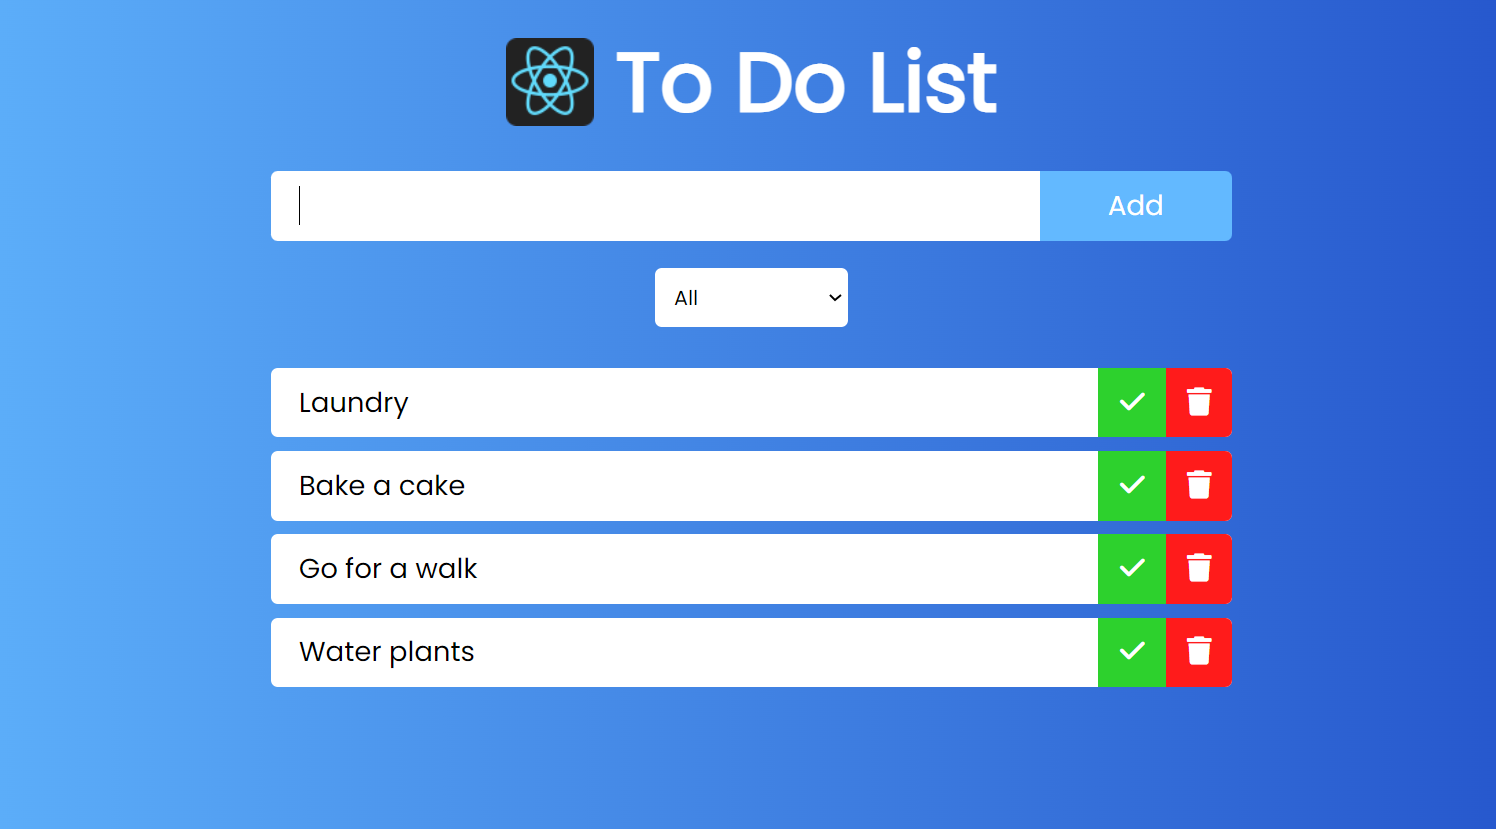 To Do List
Add
All
Laundry
Bake a cake
Go for a walk
Water plants